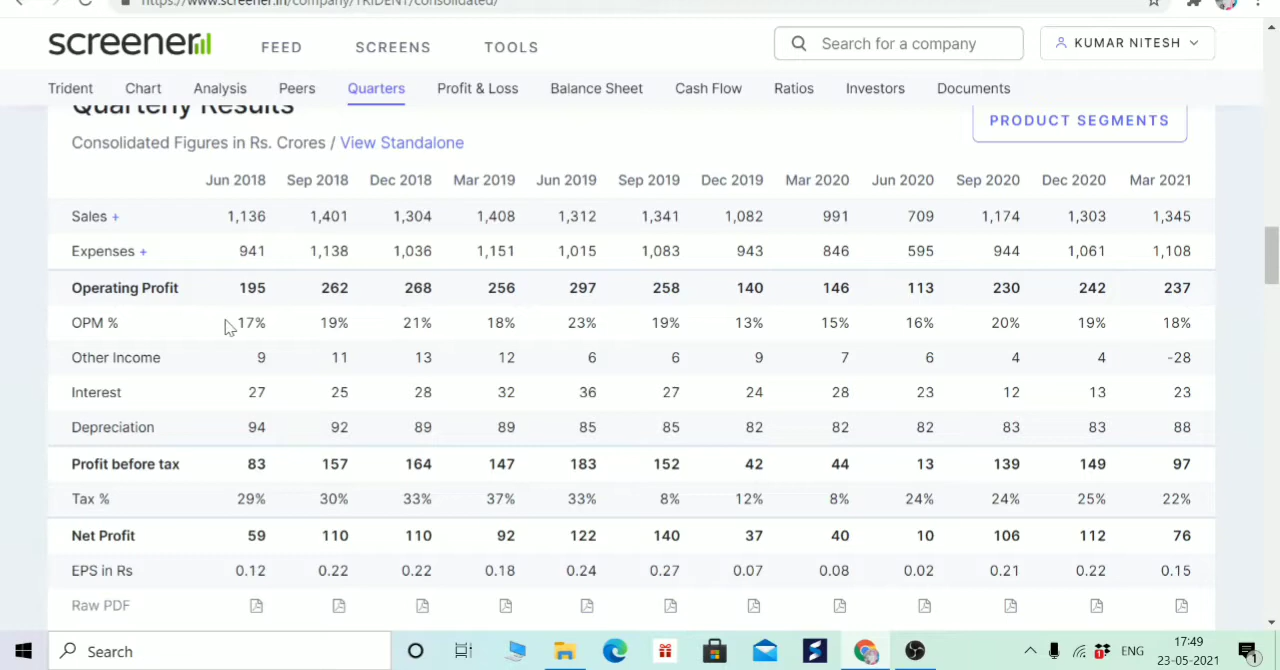 https://www.screener.in/company/TRIDENT/consolidated/
screener FEED SCREENS TOOLS Search for a company KUMAR NITESH
Trident Chart Analysis Peers Quarters Profit & Loss Balance Sheet Cash Flow Ratios Investors Documents
Quarterly Results
PRODUCT SEGMENTS
Consolidated Figures in Rs. Crores / View Standalone
Jun 2018 Sep 2018 Dec 2018 Mar 2019 Jun 2019 Sep 2019 Dec 2019 Mar 2020 Jun 2020 Sep 2020 Dec 2020 Mar 2021
Sales + 1,136 1,401 1,304 1,408 1,312 1,341 1,082 991 709 1,174 1,303 1,345
Expenses + 941 1,138 1,036 1,151 1,015 1,083 943 846 595 944 1,061 1,108
Operating Profit 195 262 268 256 297 258 140 146 113 230 242 237
OPM % 17% 19% 21% 18% 23% 19% 13% 15% 16% 20% 19% 18%
Other Income 9 11 13 12 6 6 9 7 6 4 4 -28
Interest 27 25 28 32 36 27 24 28 23 12 13 23
Depreciation 94 92 89 89 85 85 82 82 82 83 83 88
Profit before tax 83 157 164 147 183 152 42 44 13 139 149 97
Tax % 29% 30% 33% 37% 33% 8% 12% 8% 24% 24% 25% 22%
Net Profit 59 110 110 92 122 140 37 40 10 106 112 76
EPS in Rs 0.12 0.22 0.22 0.18 0.24 0.27 0.07 0.08 0.02 0.21 0.22 0.15
Raw PDF
Search ENG 17:49
23-05-2021 1